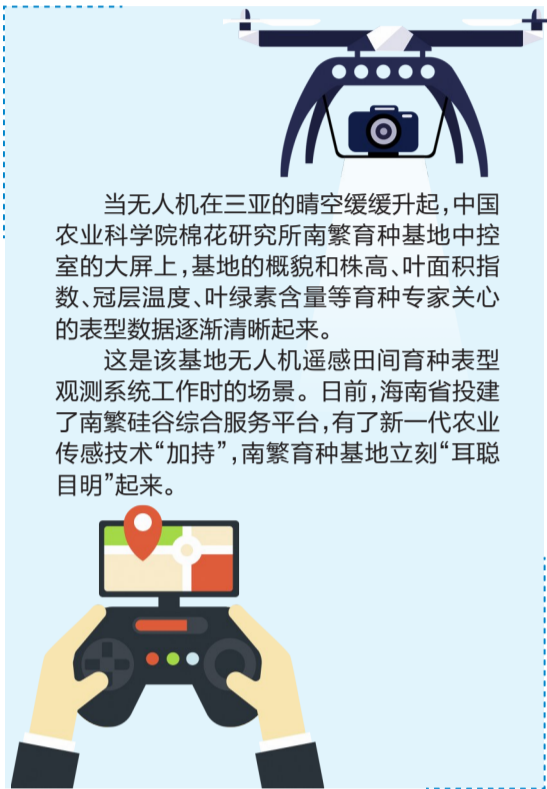 当无人机在三亚的晴空缓缓升起,中国
农业科学院棉花研究所南繁育种基地中控
室的大屏上,基地的概貌和株高、叶面积指
数、冠层温度、叶绿素含量等育种专家关心
的表型数据逐渐清晰起来。
这是该基地无人机遥感田间育种表型
观测系统工作时的场景。日前,海南省投建
了南繁硅谷综合服务平台,有了新一代农业
传感技术“加持”,南繁育种基地立刻“耳聪
目明”起来。